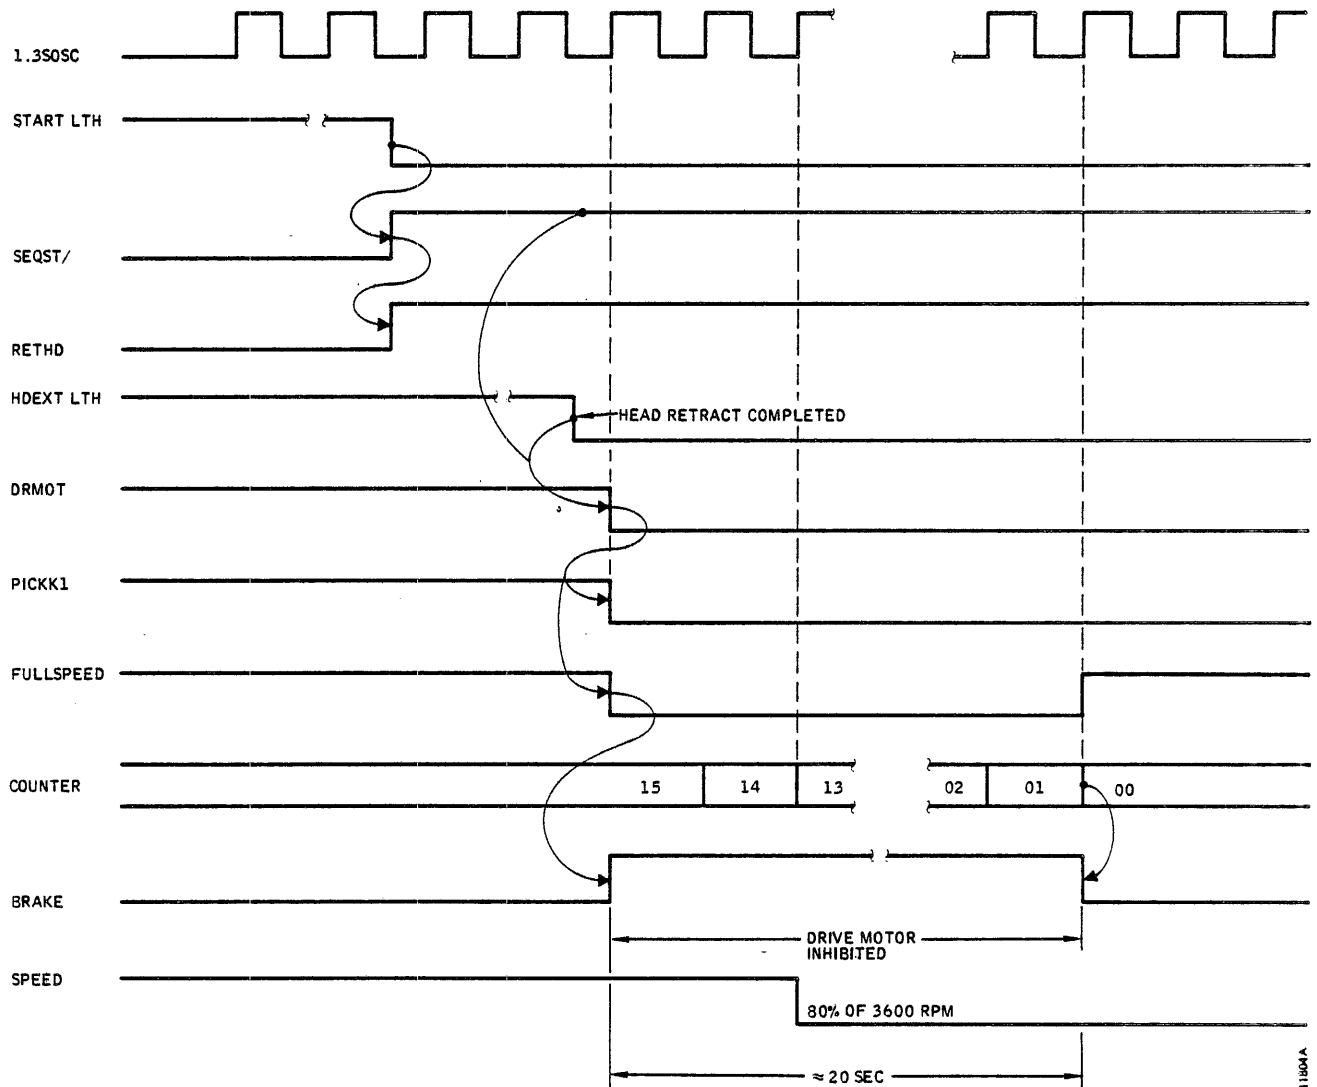 1.3SOSC
START LTH
SEQST/
RETHD
HDEXT LTH
HEAD RETRACT COMPLETED
DRMOT
PICKK1
FULLSPEED
COUNTER
15 14 13 02 01 00
BRAKE
DRIVE MOTOR
INHIBITED
SPEED
80% OF 3600 RPM
≈ 20 SEC